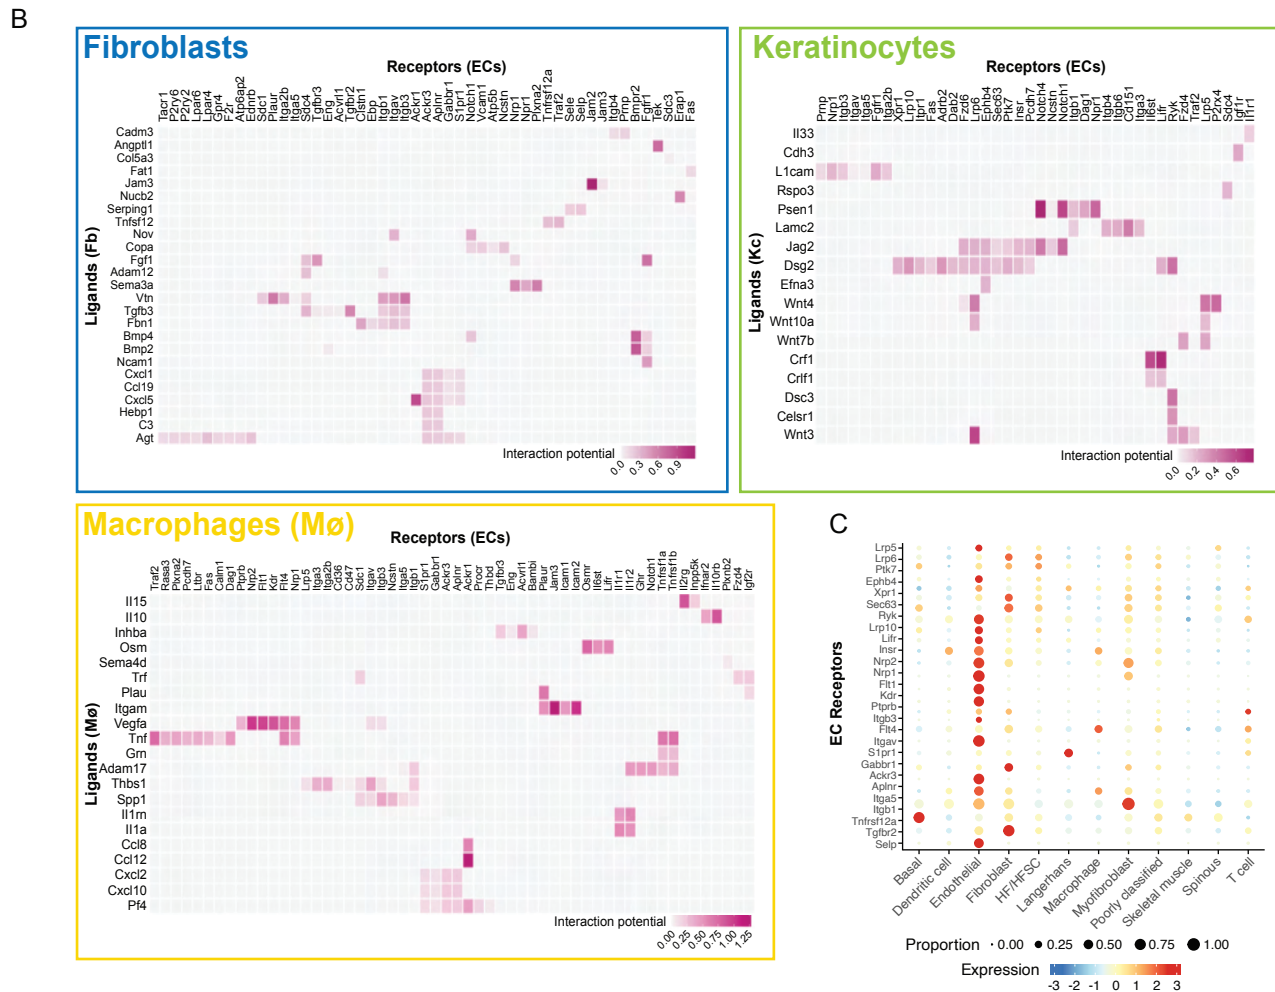 B
Fibroblasts
Receptors (ECs)
Tacr1 P2ry6 P2ry2 Lpar6 Lpar4 Gpr4 F2r Atp6ap2 Ednrb Sdc1 Plaur Itga2b Itga5 Sdc4 Tgfbr3 Eng Acvrl1 Tgfbr2 Clstn1 Ebp Itgb1 Itgav Itgb3 Ackr1 Ackr3 Aplnr Gabbr1 S1pr1 Notch1 Vcam1 Atp5b Ncstn Nrp1 Npr1 Plxna2 Tnfrsf12a Traf2 Sele Selp Jam2 Jam3 Itgb4 Pmp Bmpr2 Fgfr1 Tek Sdc3 Erap1 Fas
Ligands (Fb)
Cadm3
Angptl1
Col5a3
Fat1
Jam3
Nucb2
Serping1
Tnfsf12
Nov
Copa
Fgf1
Adam12
Sema3a
Vtn
Tgfb3
Fbn1
Bmp4
Bmp2
Ncam1
Cxcl1
Ccl19
Cxcl5
Hebp1
C3
Agt
Interaction potential
0.0 0.3 0.6 0.9
Keratinocytes
Receptors (ECs)
Pmp Nrp1 Itgb3 Itgav Itga5 Fgfr1 Itga2b Xpr1 Lrp10 Itpr1 Fas Adrb2 Dab2 Fzd6 Lrp6 Ephb4 Sec63 Ptk7 Insr Pcdh7 Notch4 Ncstn Notch1 Itgb1 Dag1 Npr1 Itgb4 Itgb6 Cd151 Itga3 Il6st Lifr Ryk Fzd4 Traf2 Lrp5 P2rx4 Sdc4 Igf1r Il1r1
Ligands (Kc)
Il33
Cdh3
L1cam
Rspo3
Psen1
Lamc2
Jag2
Dsg2
Efna3
Wnt4
Wnt10a
Wnt7b
Crf1
Crlf1
Dsc3
Celsr1
Wnt3
Interaction potential
0.0 0.2 0.4 0.6
Macrophages (Mø)
Receptors (ECs)
Traf2 Rasa3 Plxna2 Pcdh7 Ltbr Fas Calm1 Dag1 Ptprb Nrp2 Flt1 Kdr Flt4 Nrp1 Lrp5 Itga3 Itga2b Cd36 Cd47 Sdc1 Itgav Itgb3 Ncstn Itga5 Itgb1 S1pr1 Gabbr1 Ackr3 Aplnr Ackr1 Procr Thbd Tgfbr3 Eng Acvrl1 Bambi Plaur Jam3 Icam1 Icam2 Osmr Il6st Lifr Il1r1 Il1r2 Ghr Notch1 Tnfrsf1a Tnfrsf1b Il2rg Inpp5k Ifnar2 Il10rb Plxnb2 Fzd4 Igf2r
Ligands (Mø)
Il15
Il10
Inhba
Osm
Sema4d
Trf
Plau
Itgam
Vegfa
Tnf
Grn
Adam17
Thbs1
Spp1
Il1rn
Il1a
Ccl8
Ccl12
Cxcl2
Cxcl10
Pf4
Interaction potential
0.00 0.25 0.50 0.75 1.00 1.25
C
EC Receptors
Lrp5
Lrp6
Ptk7
Ephb4
Xpr1
Sec63
Ryk
Lrp10
Lifr
Insr
Nrp2
Nrp1
Flt1
Kdr
Ptprb
Itgb3
Flt4
Itgav
S1pr1
Gabbr1
Ackr3
Aplnr
Itga5
Itgb1
Tnfrsf12a
Tgfbr2
Selp
Basal Dendritic cell Endothelial Fibroblast HF/HFSC Langerhans Macrophage Myofibroblast Poorly classified Skeletal muscle Spinous T cell
Proportion 0.00 0.25 0.50 0.75 1.00
Expression
-3 -2 -1 0 1 2 3